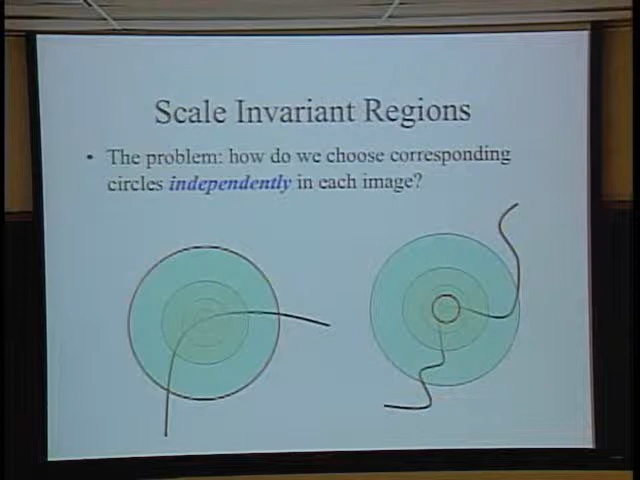 Scale Invariant Regions
• The problem: how do we choose corresponding
circles independently in each image?